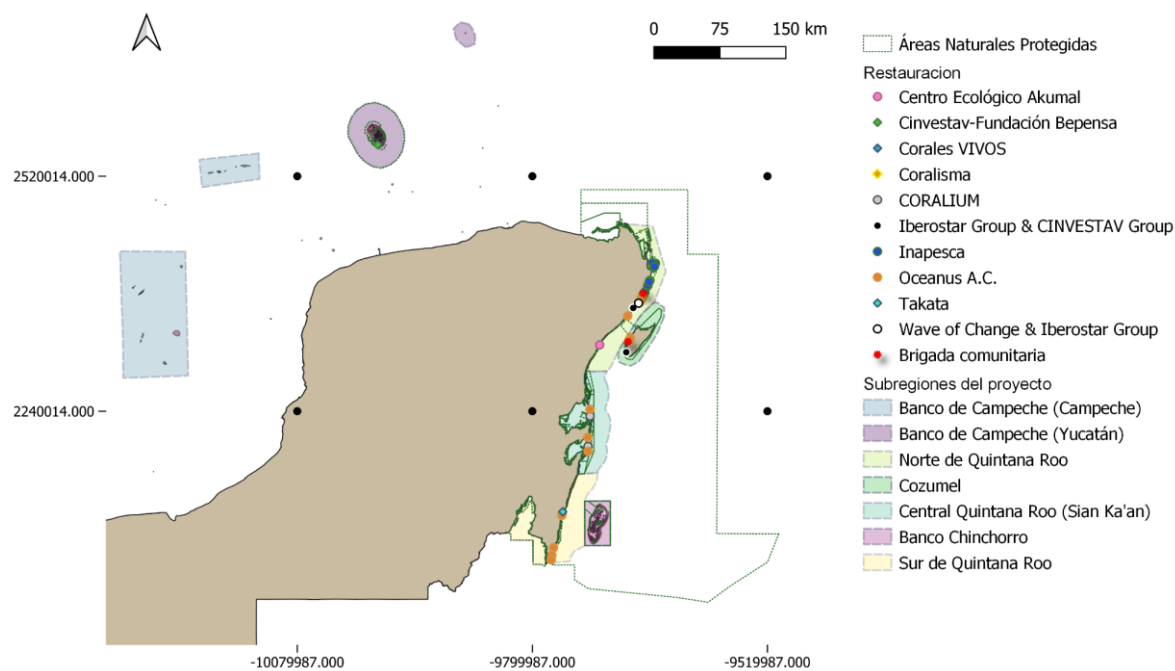 0 75 150 km
Áreas Naturales Protegidas
Restauracion
Centro Ecológico Akumal
Cinvestav-Fundación Bepensa
Corales VIVOS
Coralisma
CORALIUM
Iberostar Group & CINVESTAV Group
Inapesca
Oceanus A.C.
Takata
Wave of Change & Iberostar Group
Brigada comunitaria
Subregiones del proyecto
Banco de Campeche (Campeche)
Banco de Campeche (Yucatán)
Norte de Quintana Roo
Cozumel
Central Quintana Roo (Sian Ka'an)
Banco Chinchorro
Sur de Quintana Roo
2520014.000
2240014.000
-10079987.000 -9799987.000 -9519987.000